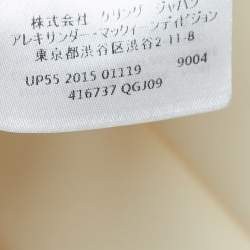 株式会社 ケリング ジャパン
アレキサンダー・マックイーンディビジョン
東京都渋谷区渋谷2-11-8
UP55 2015 01119 9004
416737 QGJ09